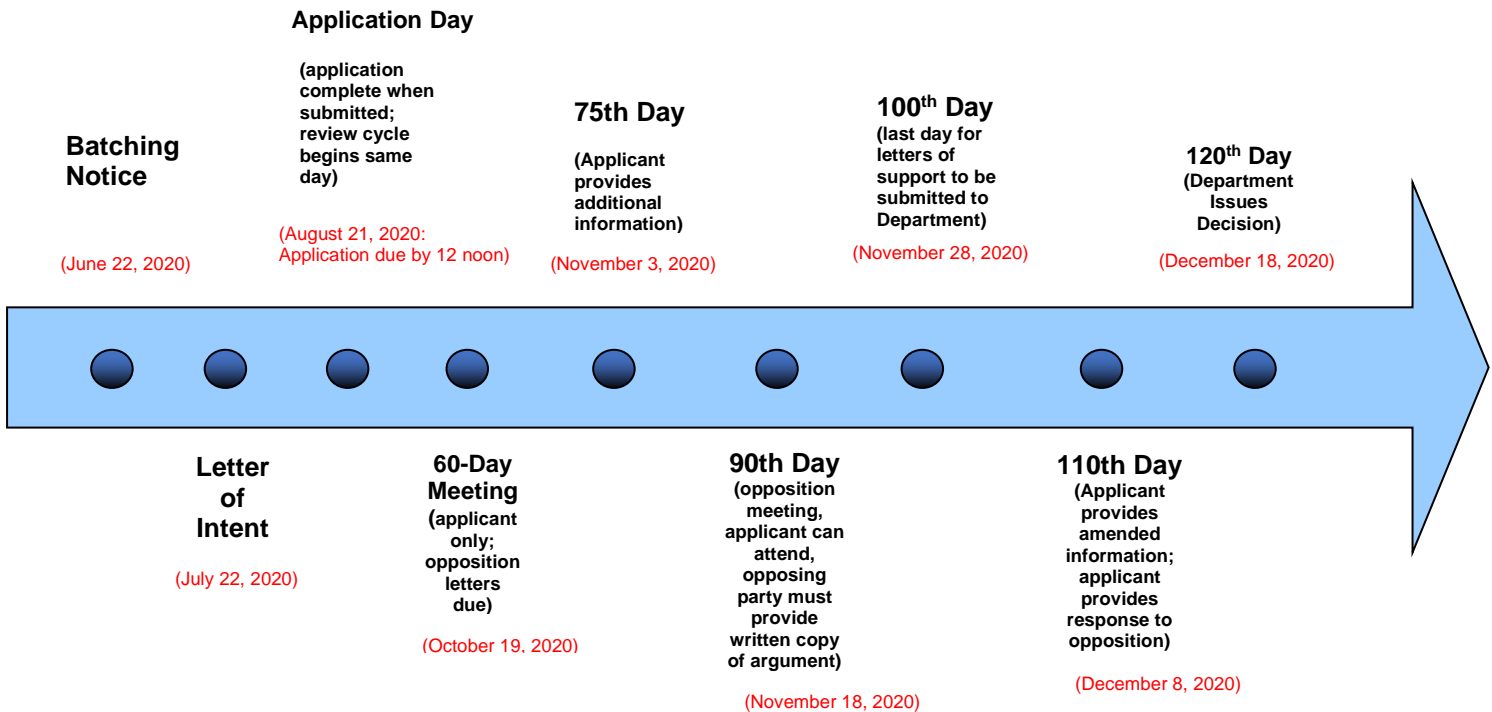 Application Day
(application
complete when
submitted;
review cycle
begins same
day)
(August 21, 2020:
Application due by 12 noon)
Batching
Notice
(June 22, 2020)
75th Day
(Applicant
provides
additional
information)
(November 3, 2020)
100th Day
(last day for
letters of
support to be
submitted to
Department)
(November 28, 2020)
120th Day
(Department
Issues
Decision)
(December 18, 2020)
Letter
of
Intent
(July 22, 2020)
60-Day
Meeting
(applicant
only;
opposition
letters
due)
(October 19, 2020)
90th Day
(opposition
meeting,
applicant can
attend,
opposing
party must
provide
written copy
of argument)
(November 18, 2020)
110th Day
(Applicant
provides
amended
information;
applicant
provides
response to
opposition)
(December 8, 2020)